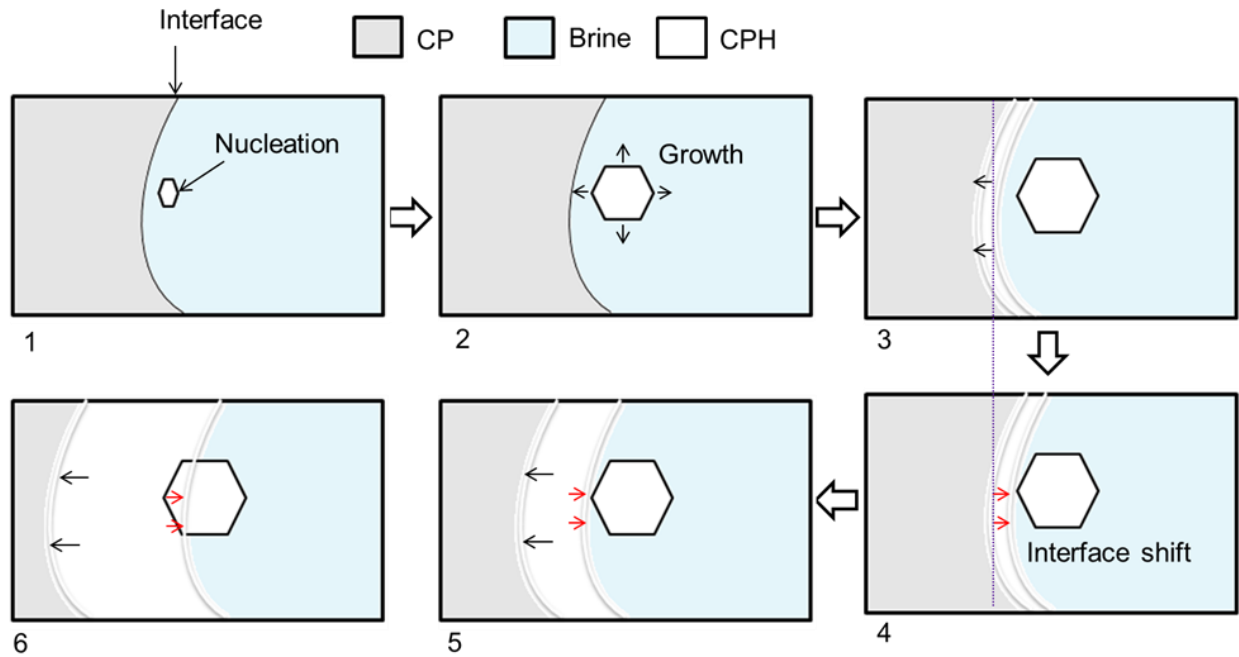 Interface
CP
Brine
CPH
Nucleation
Growth
1
2
3
Interface shift
6
5
4